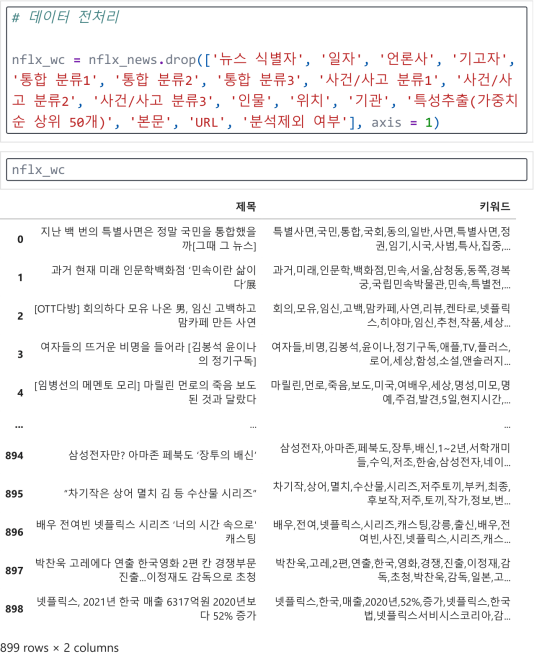 # 데이터 전처리
nflx_wc = nflx_news.drop(['뉴스 식별자', '일자', '언론사', '기고자',
'통합 분류1', '통합 분류2', '통합 분류3', '사건/사고 분류1', '사건/사
고 분류2', '사건/사고 분류3', '인물', '위치', '기관', '특성추출(가중치
순 상위 50개)', '본문', 'URL', '분석제외 여부'], axis = 1)
nflx_wc
제목 키워드
0 지난 백 번의 특별사면은 정말 국민을 통합했을 특별사면,국민,통합,국회,동의,일반,사면,특별사면,정
까[그때 그 뉴스] 권,임기,시국,사범,특사,집중,...
1 과거 현재 미래 인문학백화점 '민속이란 삶이 과거,미래,인문학,백화점,민속,서울,삼청동,동쪽,경복
다'展 궁,국립민속박물관,민속,특별전,...
2 [OTT다방] 회의하다 모유 나온 男, 임신 고백하고 회의,모유,임신,고백,맘카페,사연,리뷰,켄타로,넷플릭
맘카페 만든 사연 스,히야마,임신,추천,작품,세상...
3 여자들의 뜨거운 비명을 들어라 [김봉석 윤이나 여자들,비명,김봉석,윤이나,정기구독,애플,TV,플러스,
의 정기구독] 로어,세상,함성,소설,앤솔러지...
4 [임병선의 메멘토 모리] 마릴린 먼로의 죽음 보도 마릴린,먼로,죽음,보도,미국,여배우,세상,명성,미모,명
된 것과 달랐다 예,주검,발견,5일,현지시간,...
... ... ...
894 삼성전자만? 아마존 페북도 '장투의 배신' 삼성전자,아마존,페북도,장투,배신,1~2년,서학개미
들,수익,저조,한숨,삼성전자,네이...
895 "차기작은 상어 멸치 김 등 수산물 시리즈" 차기작,상어,멸치,수산물,시리즈,저주토끼,부커,최종,
후보작,저주,토끼,작가,정보,번...
896 배우 전여빈 넷플릭스 시리즈 '너의 시간 속으로' 배우,전여,넷플릭스,시리즈,캐스팅,강릉,출신,배우,전
캐스팅 여빈,사진,넷플릭스,시리즈,캐스...
897 박찬욱 고레에다 연출 한국영화 2편 칸 경쟁부문 박찬욱,고레,2편,연출,한국,영화,경쟁,진출,이정재,감
진출...이정재도 감독으로 초청 독,초청,박찬욱,감독,일본,고...
898 넷플릭스, 2021년 한국 매출 6317억원 2020년보 넷플릭스,한국,매출,2020년,52%,증가,넷플릭스,한국
다 52% 증가 법,넷플릭스서비시스코리아,감...
899 rows × 2 columns